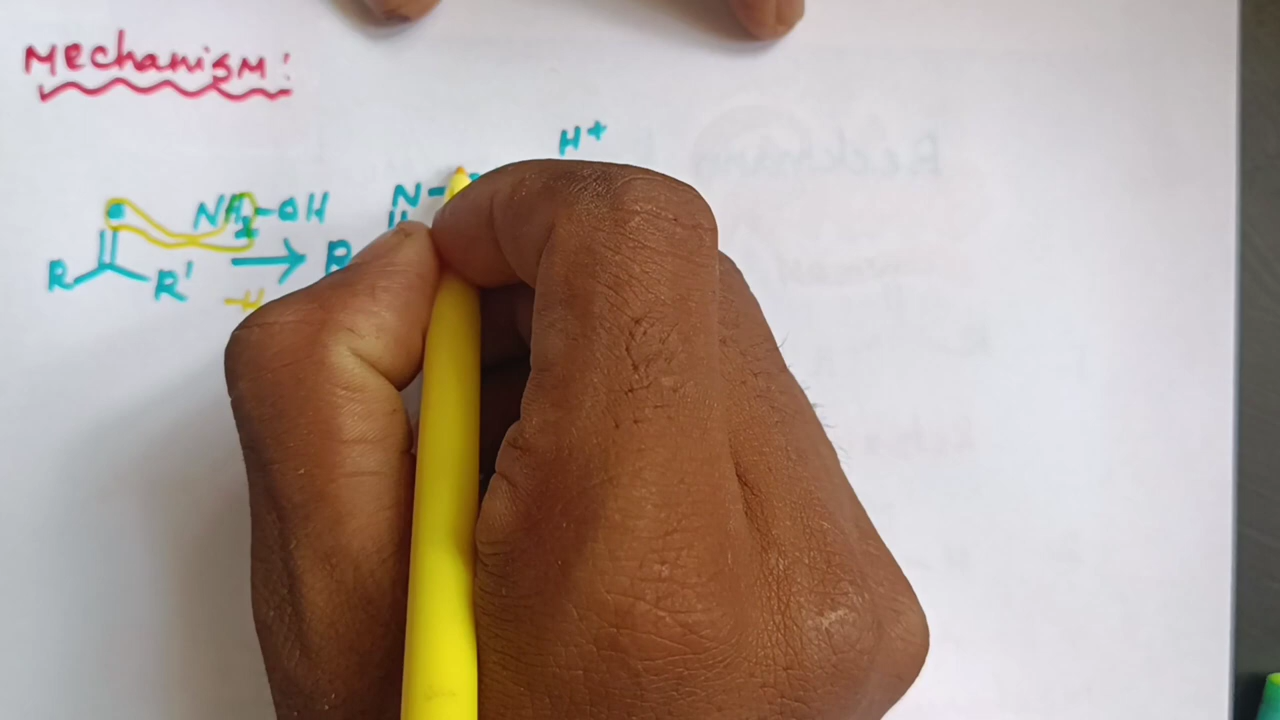 Mechanism:
H+
NH2-OH N-
R R' R
-H